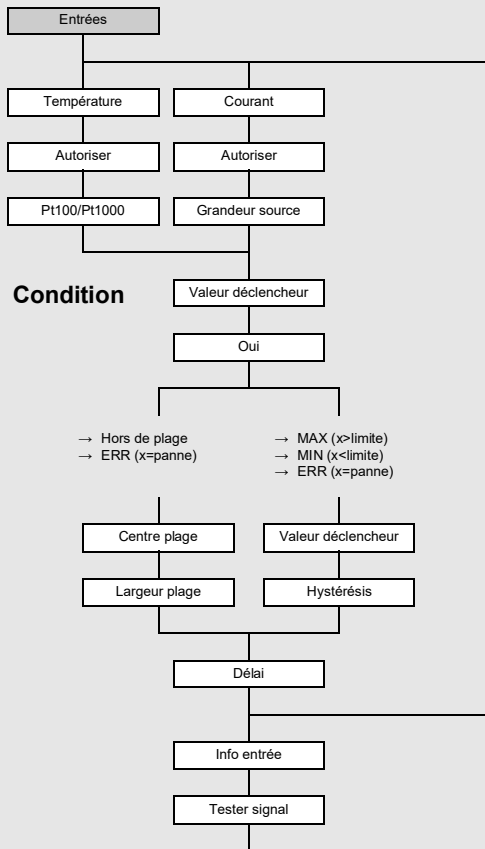 Entrées
Température
Courant
Autoriser
Autoriser
Pt100/Pt1000
Grandeur source
Condition
Valeur déclencheur
Oui
→ Hors de plage
→ ERR (x=panne)
→ MAX (x>limite)
→ MIN (x<limite)
→ ERR (x=panne)
Centre plage
Valeur déclencheur
Largeur plage
Hystérésis
Délai
Info entrée
Tester signal